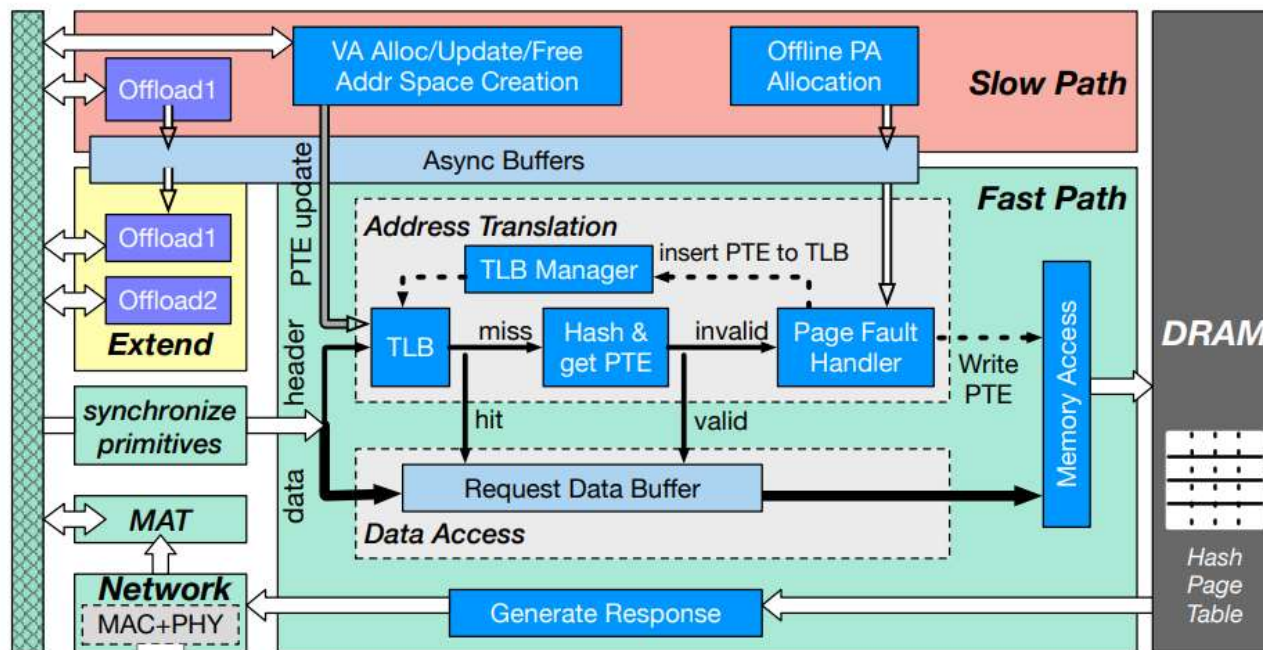 VA Alloc/Update/Free
Addr Space Creation
Offline PA
Allocation
Slow Path
Offload1
Async Buffers
PTE update
Fast Path
Address Translation
Offload1
Offload2
Extend
TLB Manager
insert PTE to TLB
TLB
miss
Hash &
get PTE
invalid
Page Fault
Handler
Write
PTE
hit
valid
header
data
synchronize
primitives
Request Data Buffer
Data Access
Memory Access
DRAM
Hash
Page
Table
MAT
Network
MAC+PHY
Generate Response